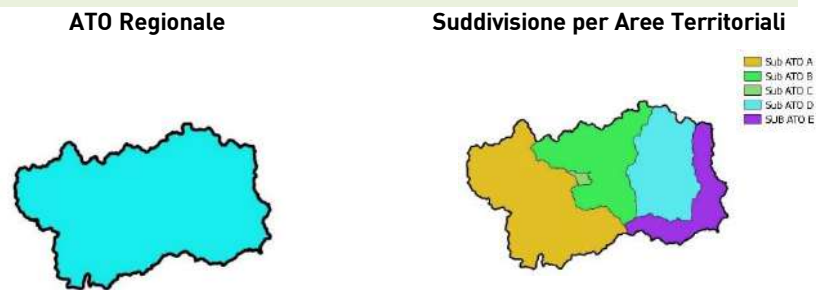 ATO Regionale
Suddivisione per Aree Territoriali
Sub ATO A
Sub ATO B
Sub ATO C
Sub ATO D
SUB ATO E